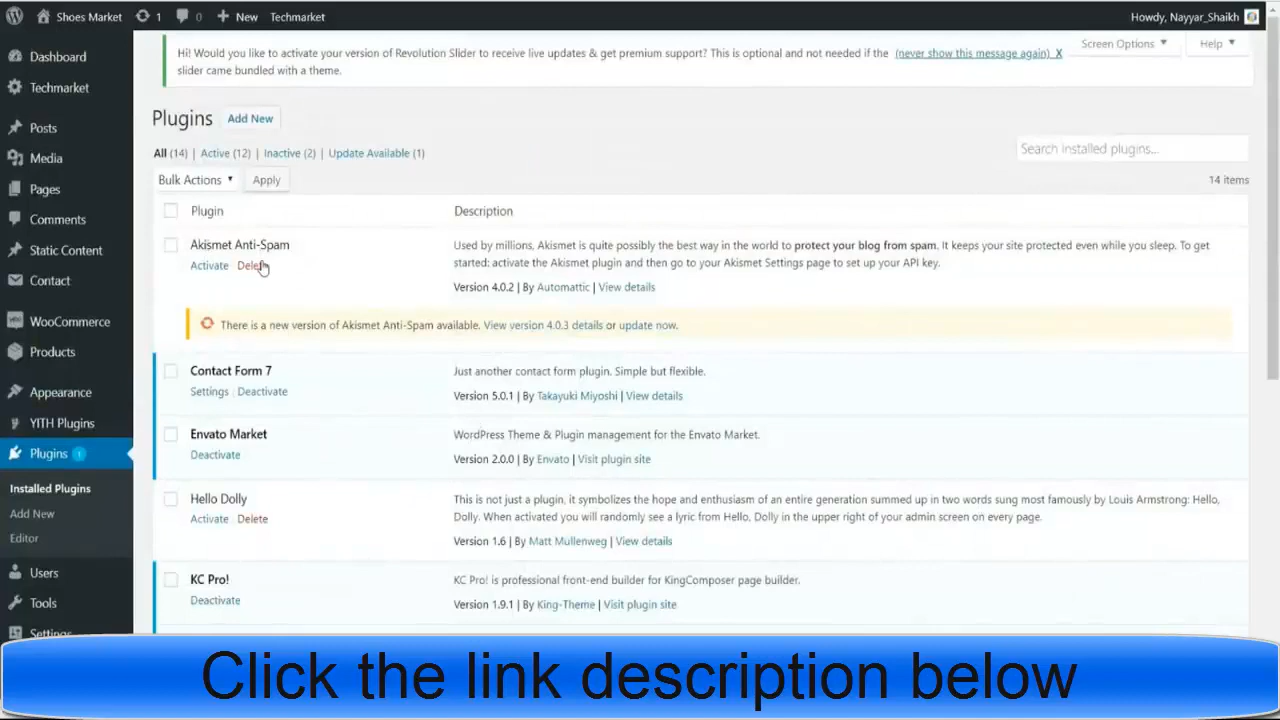 Shoes Market 1 0 New Techmarket Howdy, Nayyar_Shaikh
Dashboard
Techmarket
Posts
Media
Pages
Comments
Static Content
Contact
WooCommerce
Products
Appearance
YITH Plugins
Plugins 1
Installed Plugins
Add New
Editor
Users
Tools
Settings
Screen Options Help
Hi! Would you like to activate your version of Revolution Slider to receive live updates & get premium support? This is optional and not needed if the (never show this message again) X
slider came bundled with a theme.
Plugins Add New
All (14) | Active (12) | Inactive (2) | Update Available (1)
Search installed plugins...
Bulk Actions Apply 14 items
Plugin Description
Akismet Anti-Spam Used by millions, Akismet is quite possibly the best way in the world to protect your blog from spam. It keeps your site protected even while you sleep. To get
Activate Delete started: activate the Akismet plugin and then go to your Akismet Settings page to set up your API key.
Version 4.0.2 | By Automattic | View details
There is a new version of Akismet Anti-Spam available. View version 4.0.3 details or update now.
Contact Form 7 Just another contact form plugin. Simple but flexible.
Settings | Deactivate Version 5.0.1 | By Takayuki Miyoshi | View details
Envato Market WordPress Theme & Plugin management for the Envato Market.
Deactivate Version 2.0.0 | By Envato | Visit plugin site
Hello Dolly This is not just a plugin, it symbolizes the hope and enthusiasm of an entire generation summed up in two words sung most famously by Louis Armstrong: Hello,
Activate | Delete Dolly. When activated you will randomly see a lyric from Hello, Dolly in the upper right of your admin screen on every page.
Version 1.6 | By Matt Mullenweg | View details
KC Pro! KC Pro! is professional front-end builder for KingComposer page builder.
Deactivate Version 1.9.1 | By King-Theme | Visit plugin site
Click the link description below